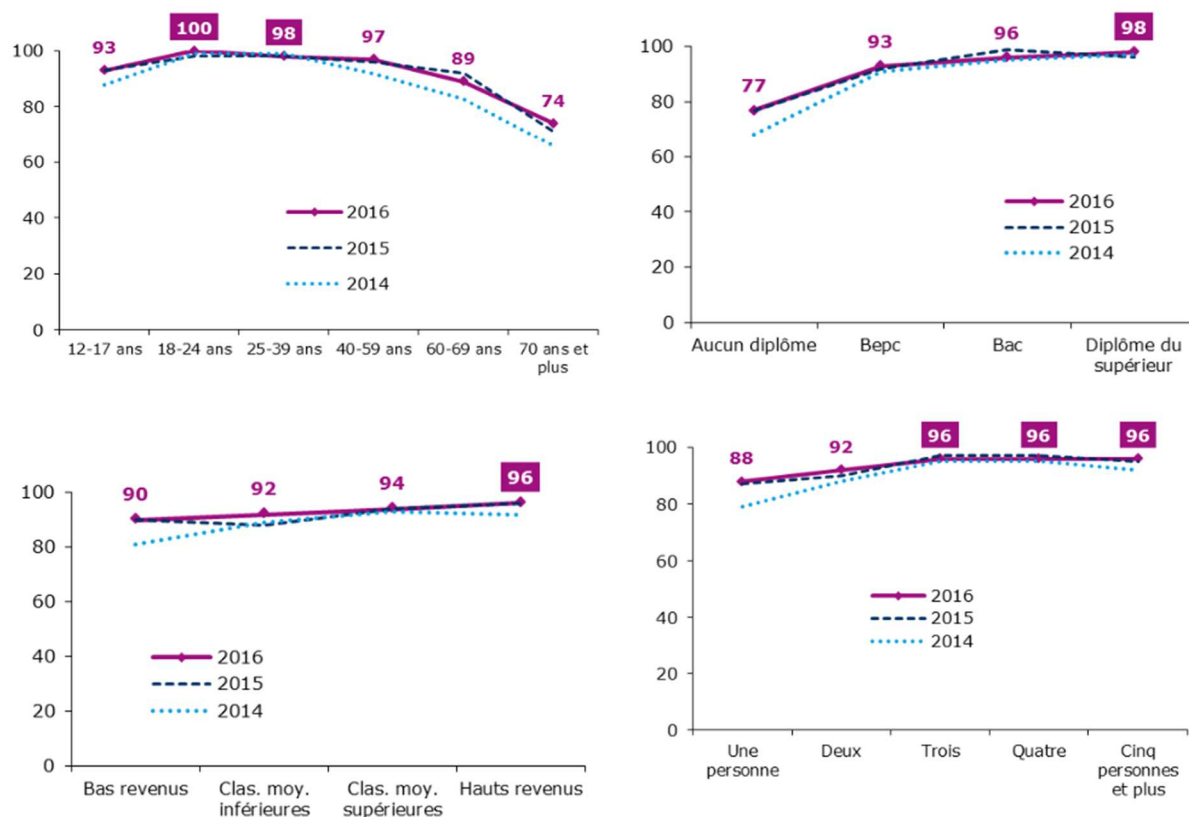 93
100
98
97
89
74
100
80
60
40
20
0
2016
2015
2014
12-17 ans
18-24 ans
25-39 ans
40-59 ans
60-69 ans
70 ans et
plus
77
93
96
98
100
80
60
40
20
0
2016
2015
2014
Aucun diplôme
Bepc
Bac
Diplôme du
supérieur
90
92
94
96
100
80
60
40
20
0
2016
2015
2014
Bas revenus
Clas. moy.
inférieures
Clas. moy.
supérieures
Hauts revenus
88
92
96
96
96
100
80
60
40
20
0
2016
2015
2014
Une
personne
Deux
Trois
Quatre
Cinq
personnes
et plus